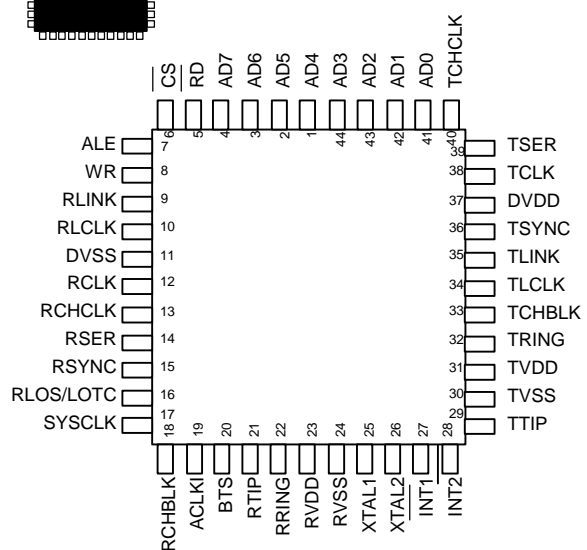 CS RD AD7 AD6 AD5 AD4 AD3 AD2 AD1 AD0 TCHCLK
6 5 4 3 2 1 44 43 42 41 40
ALE 7 39 TSER
WR 8 38 TCLK
RLINK 9 37 DVDD
RLCLK 10 36 TSYNC
DVSS 11 35 TLINK
RCLK 12 34 TLCLK
RCHCLK 13 33 TCHBLK
RSER 14 32 TRING
RSYNC 15 31 TVDD
RLOS/LOTC 16 30 TVSS
SYSCLK 17 29 TTIP
18 19 20 21 22 23 24 25 26 27 28
RCHBLK ACLKI BTS RTIP RRING RVDD RVSS XTAL1 XTAL2 INT1 INT2